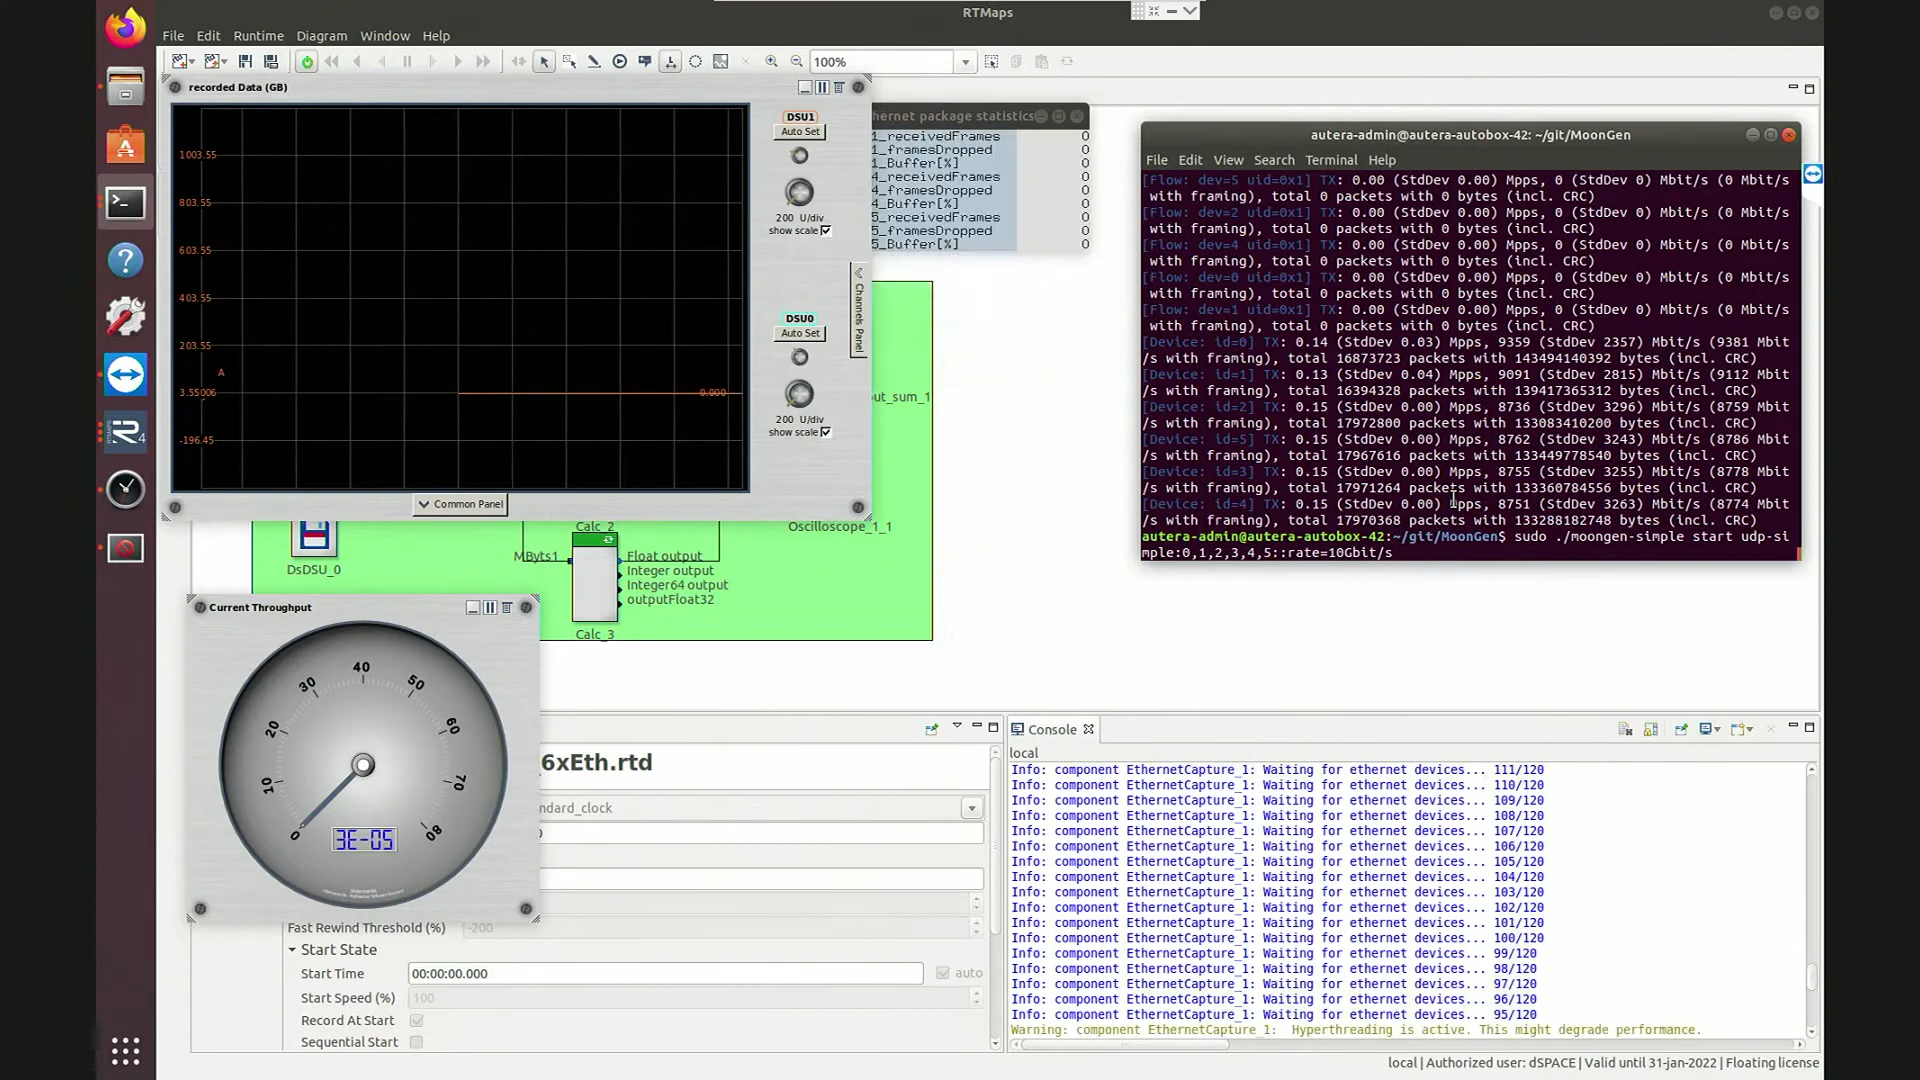 RTMaps
File Edit Runtime Diagram Window Help
100%
recorded Data (GB)
1003.55
803.55
603.55
403.55
203.55
A
3.55006
0.000
-196.45
DSU1
Auto Set
200 U/div
show scale
DSU0
Auto Set
200 U/div
show scale
Channels Panel
Common Panel
hernet package statistics
1_receivedFrames 0
1_framesDropped 0
1_Buffer[%] 0
4_receivedFrames 0
4_framesDropped 0
4_Buffer[%] 0
5_receivedFrames 0
5_framesDropped 0
5_Buffer[%] 0
out_sum_1
Oscilloscope_1_1
DsDSU_0
Calc_2
MByts1
Float output
Integer output
Integer64 output
outputFloat32
Calc_3
autera-admin@autera-autobox-42: ~/git/MoonGen
File Edit View Search Terminal Help
[Flow: dev=5 uid=0x1] TX: 0.00 (StdDev 0.00) Mpps, 0 (StdDev 0) Mbit/s (0 Mbit/s
with framing), total 0 packets with 0 bytes (incl. CRC)
[Flow: dev=2 uid=0x1] TX: 0.00 (StdDev 0.00) Mpps, 0 (StdDev 0) Mbit/s (0 Mbit/s
with framing), total 0 packets with 0 bytes (incl. CRC)
[Flow: dev=4 uid=0x1] TX: 0.00 (StdDev 0.00) Mpps, 0 (StdDev 0) Mbit/s (0 Mbit/s
with framing), total 0 packets with 0 bytes (incl. CRC)
[Flow: dev=0 uid=0x1] TX: 0.00 (StdDev 0.00) Mpps, 0 (StdDev 0) Mbit/s (0 Mbit/s
with framing), total 0 packets with 0 bytes (incl. CRC)
[Flow: dev=1 uid=0x1] TX: 0.00 (StdDev 0.00) Mpps, 0 (StdDev 0) Mbit/s (0 Mbit/s
with framing), total 0 packets with 0 bytes (incl. CRC)
[Device: id=0] TX: 0.14 (StdDev 0.03) Mpps, 9359 (StdDev 2357) Mbit/s (9381 Mbit
/s with framing), total 16873723 packets with 143494140392 bytes (incl. CRC)
[Device: id=1] TX: 0.13 (StdDev 0.04) Mpps, 9091 (StdDev 2815) Mbit/s (9112 Mbit
/s with framing), total 16394328 packets with 139417365312 bytes (incl. CRC)
[Device: id=2] TX: 0.15 (StdDev 0.00) Mpps, 8736 (StdDev 3296) Mbit/s (8759 Mbit
/s with framing), total 17972800 packets with 133083410200 bytes (incl. CRC)
[Device: id=5] TX: 0.15 (StdDev 0.00) Mpps, 8762 (StdDev 3243) Mbit/s (8786 Mbit
/s with framing), total 17967616 packets with 133449778540 bytes (incl. CRC)
[Device: id=3] TX: 0.15 (StdDev 0.00) Mpps, 8755 (StdDev 3255) Mbit/s (8778 Mbit
/s with framing), total 17971264 packets with 133360784556 bytes (incl. CRC)
[Device: id=4] TX: 0.15 (StdDev 0.00) Mpps, 8751 (StdDev 3263) Mbit/s (8774 Mbit
/s with framing), total 17970368 packets with 133288182748 bytes (incl. CRC)
autera-admin@autera-autobox-42:~/git/MoonGen$ sudo ./moongen-simple start udp-si
mple:0,1,2,3,4,5::rate=10Gbit/s
Current Throughput
0
10
20
30
40
50
60
70
80
3E-05
6xEth.rtd
ndard_clock
Fast Rewind Threshold (%) -200
Start State
Start Time 00:00:00.000 auto
Start Speed (%) 100
Record At Start
Sequential Start
Console
local
Info: component EthernetCapture_1: Waiting for ethernet devices... 111/120
Info: component EthernetCapture_1: Waiting for ethernet devices... 110/120
Info: component EthernetCapture_1: Waiting for ethernet devices... 109/120
Info: component EthernetCapture_1: Waiting for ethernet devices... 108/120
Info: component EthernetCapture_1: Waiting for ethernet devices... 107/120
Info: component EthernetCapture_1: Waiting for ethernet devices... 106/120
Info: component EthernetCapture_1: Waiting for ethernet devices... 105/120
Info: component EthernetCapture_1: Waiting for ethernet devices... 104/120
Info: component EthernetCapture_1: Waiting for ethernet devices... 103/120
Info: component EthernetCapture_1: Waiting for ethernet devices... 102/120
Info: component EthernetCapture_1: Waiting for ethernet devices... 101/120
Info: component EthernetCapture_1: Waiting for ethernet devices... 100/120
Info: component EthernetCapture_1: Waiting for ethernet devices... 99/120
Info: component EthernetCapture_1: Waiting for ethernet devices... 98/120
Info: component EthernetCapture_1: Waiting for ethernet devices... 97/120
Info: component EthernetCapture_1: Waiting for ethernet devices... 96/120
Info: component EthernetCapture_1: Waiting for ethernet devices... 95/120
Warning: component EthernetCapture_1: Hyperthreading is active. This might degrade performance.
local | Authorized user: dSPACE | Valid until 31-jan-2022 | Floating license